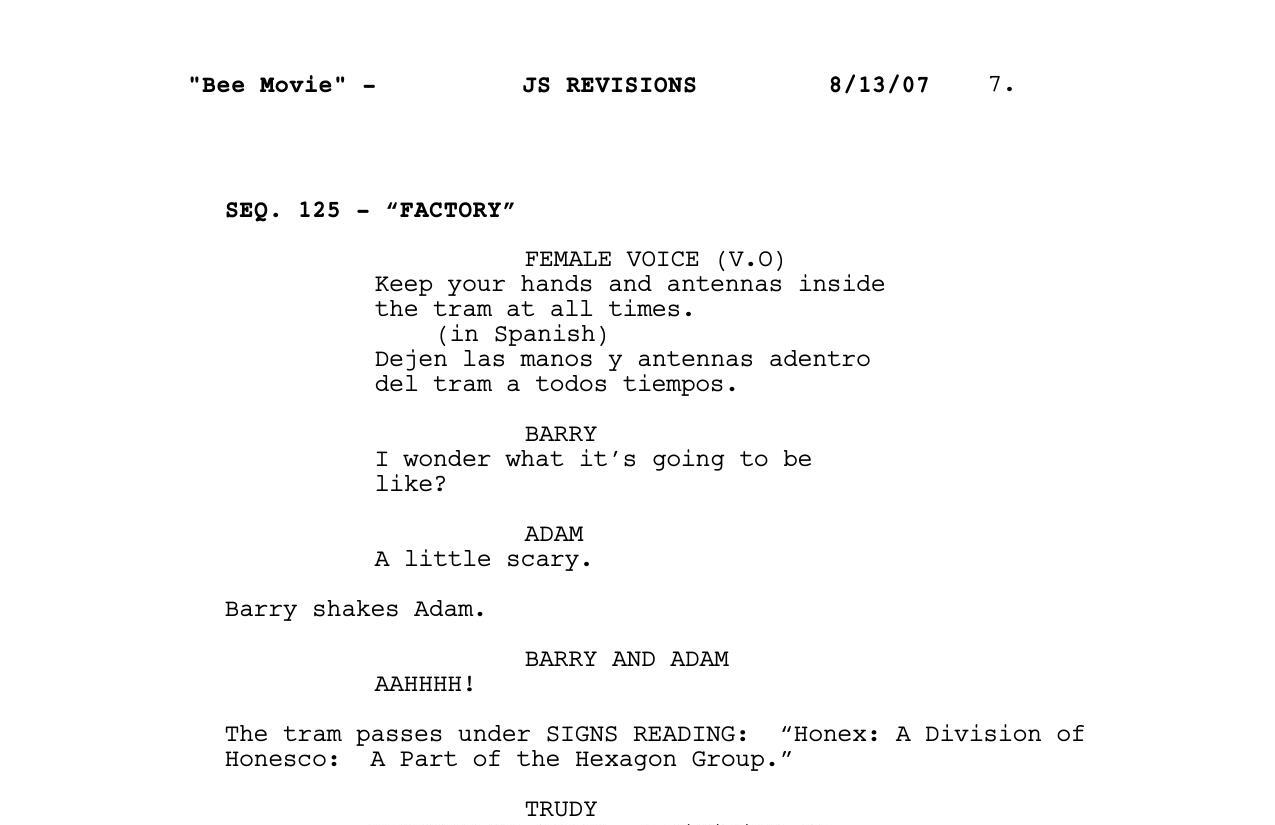 "Bee Movie" - JS REVISIONS 8/13/07 7.
SEQ. 125 - “FACTORY”
FEMALE VOICE (V.O)
Keep your hands and antennas inside
the tram at all times.
(in Spanish)
Dejen las manos y antennas adentro
del tram a todos tiempos.
BARRY
I wonder what it’s going to be
like?
ADAM
A little scary.
Barry shakes Adam.
BARRY AND ADAM
AAHHHH!
The tram passes under SIGNS READING: “Honex: A Division of
Honesco: A Part of the Hexagon Group.”
TRUDY